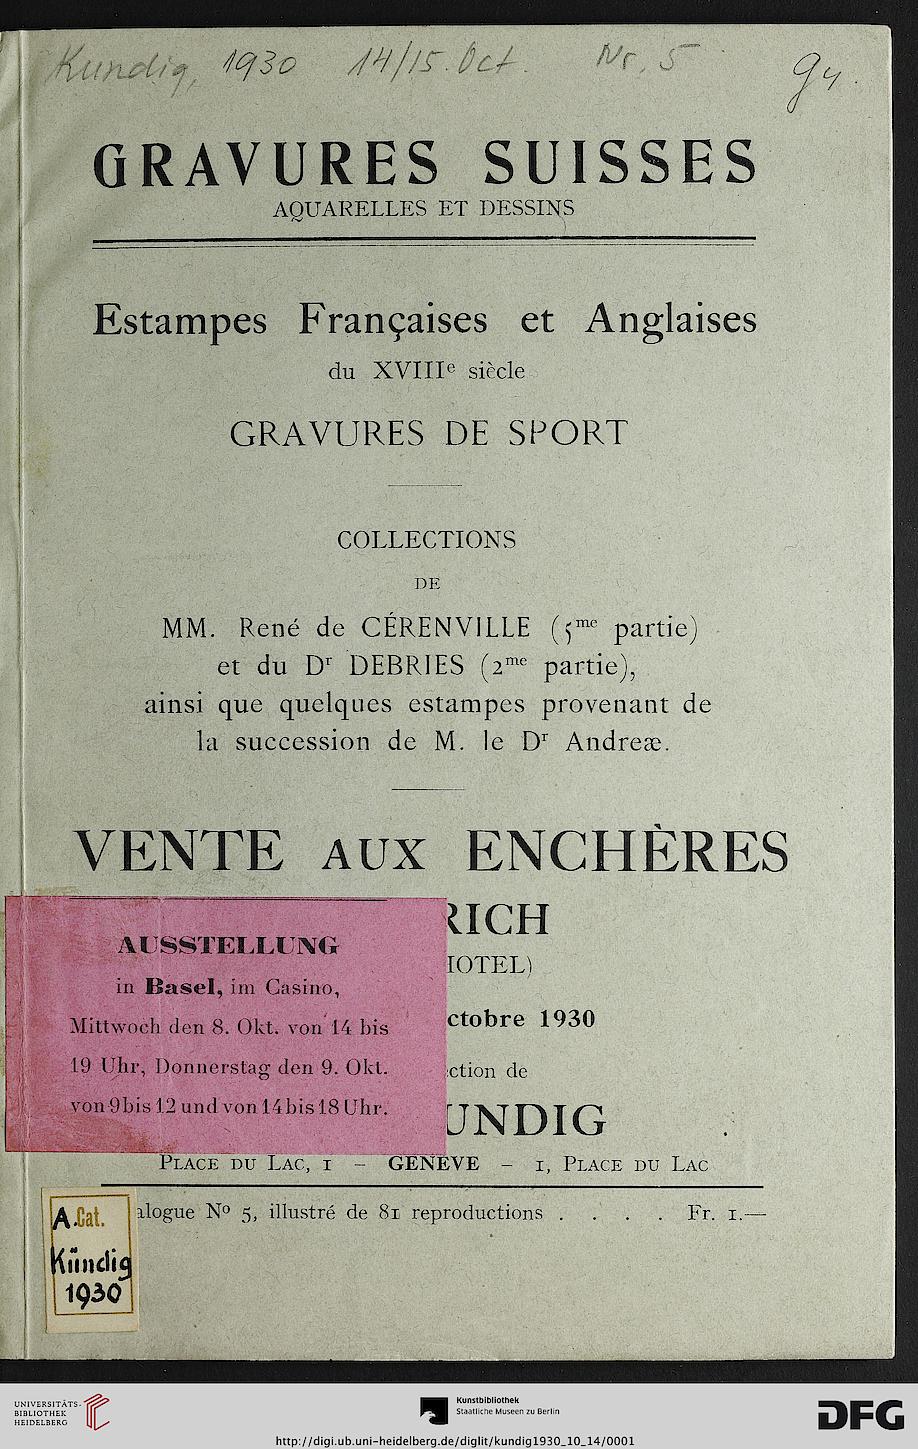 Kundig, 1930 14/15. Oct. Nr. 5
GRAVURES SUISSES
AQUARELLES ET DESSINS
Estampes Françaises et Anglaises
du XVIIIe siècle
GRAVURES DE SPORT
COLLECTIONS
DE
MM. René de CÉRENVILLE (5me partie)
et du Dr DEBRIES (2me partie),
ainsi que quelques estampes provenant de
la succession de M. le Dr Andreæ.
VENTE AUX ENCHÈRES
RICH
HOTEL)
ctobre 1930
ction de
UNDIG
AUSSTELLUNG
in Basel, im Casino,
Mittwoch den 8. Okt. von 14 bis
19 Uhr, Donnerstag den 9. Okt.
von 9 bis 12 und von 14 bis 18 Uhr.
PLACE DU LAC, 1 – GENÈVE – 1, PLACE DU LAC
alogue No 5, illustré de 81 reproductions . . . . Fr. 1.—
A.Cat.
Kündig
1930
UNIVERSITÄTS-
BIBLIOTHEK
HEIDELBERG
Kunstbibliothek
Staatliche Museen zu Berlin
DFG
http://digi.ub.uni-heidelberg.de/diglit/kundig1930_10_14/0001